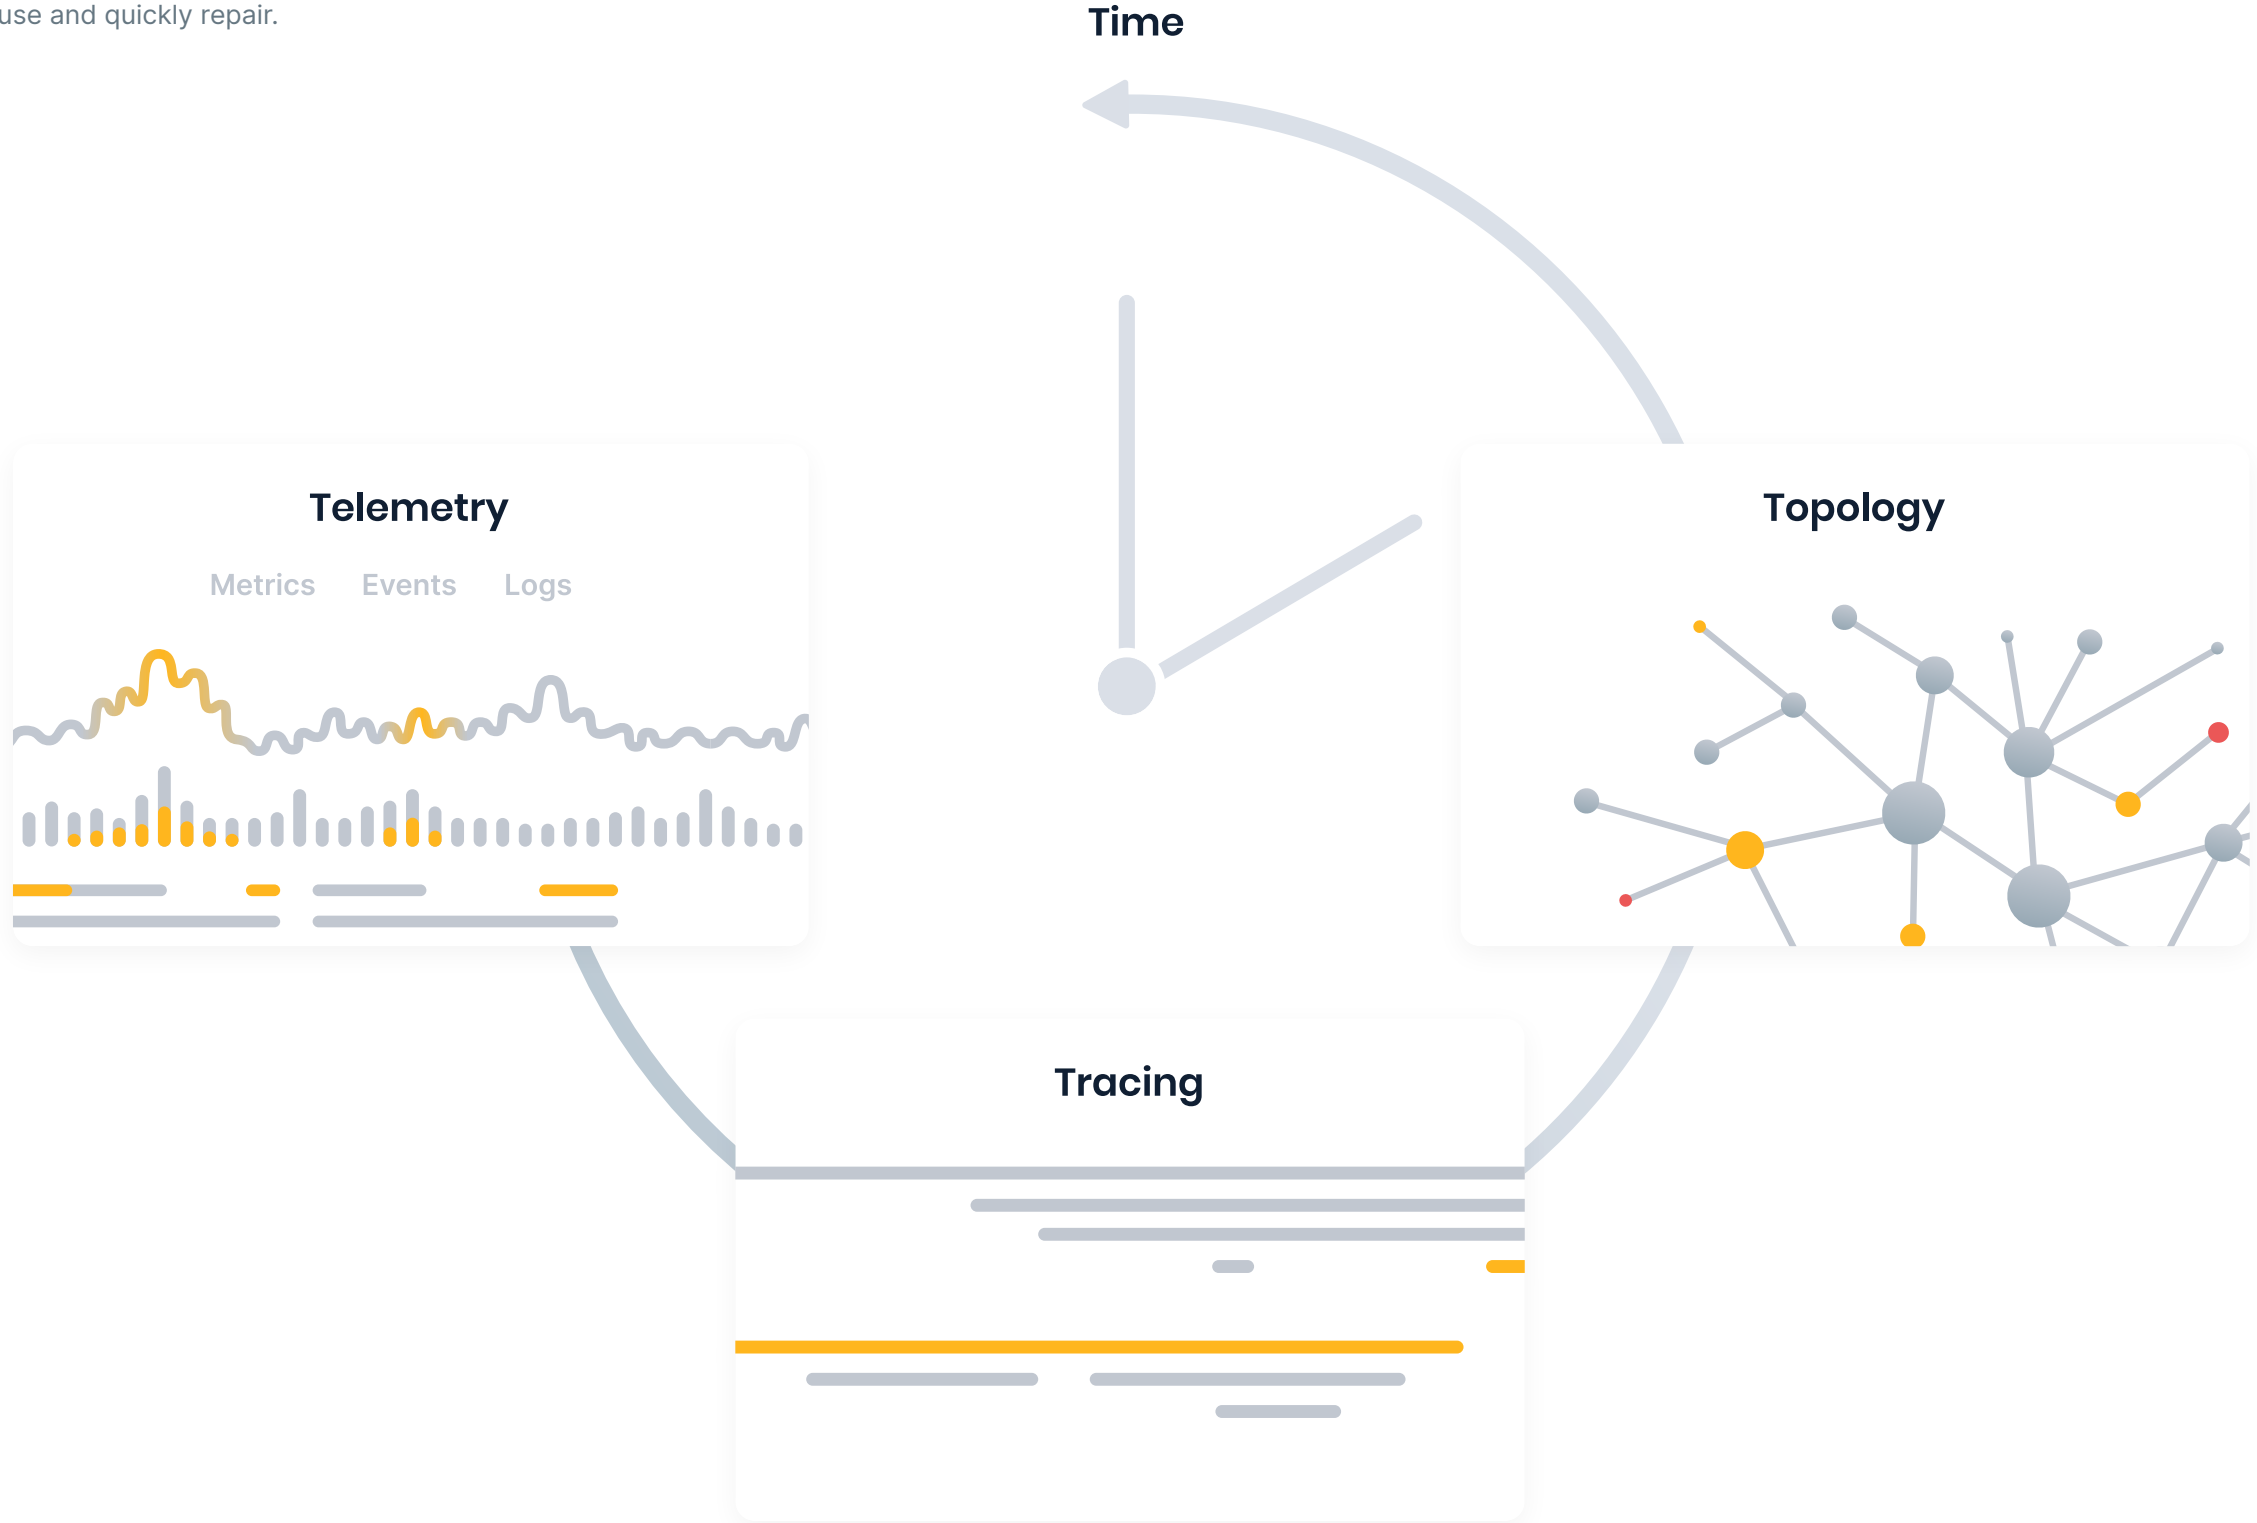 use and quickly repair.
Time
Telemetry
Metrics Events Logs
Topology
Tracing